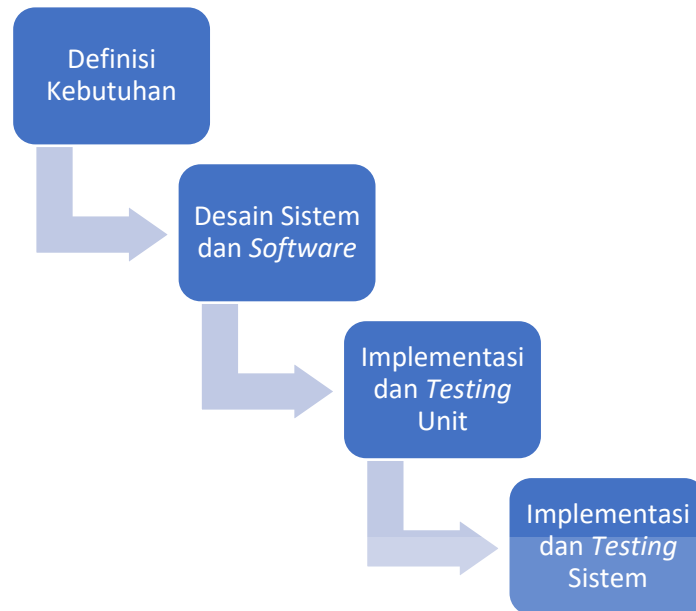 Definisi
Kebutuhan
Desain Sistem
dan Software
Implementasi
dan Testing
Unit
Implementasi
dan Testing
Sistem